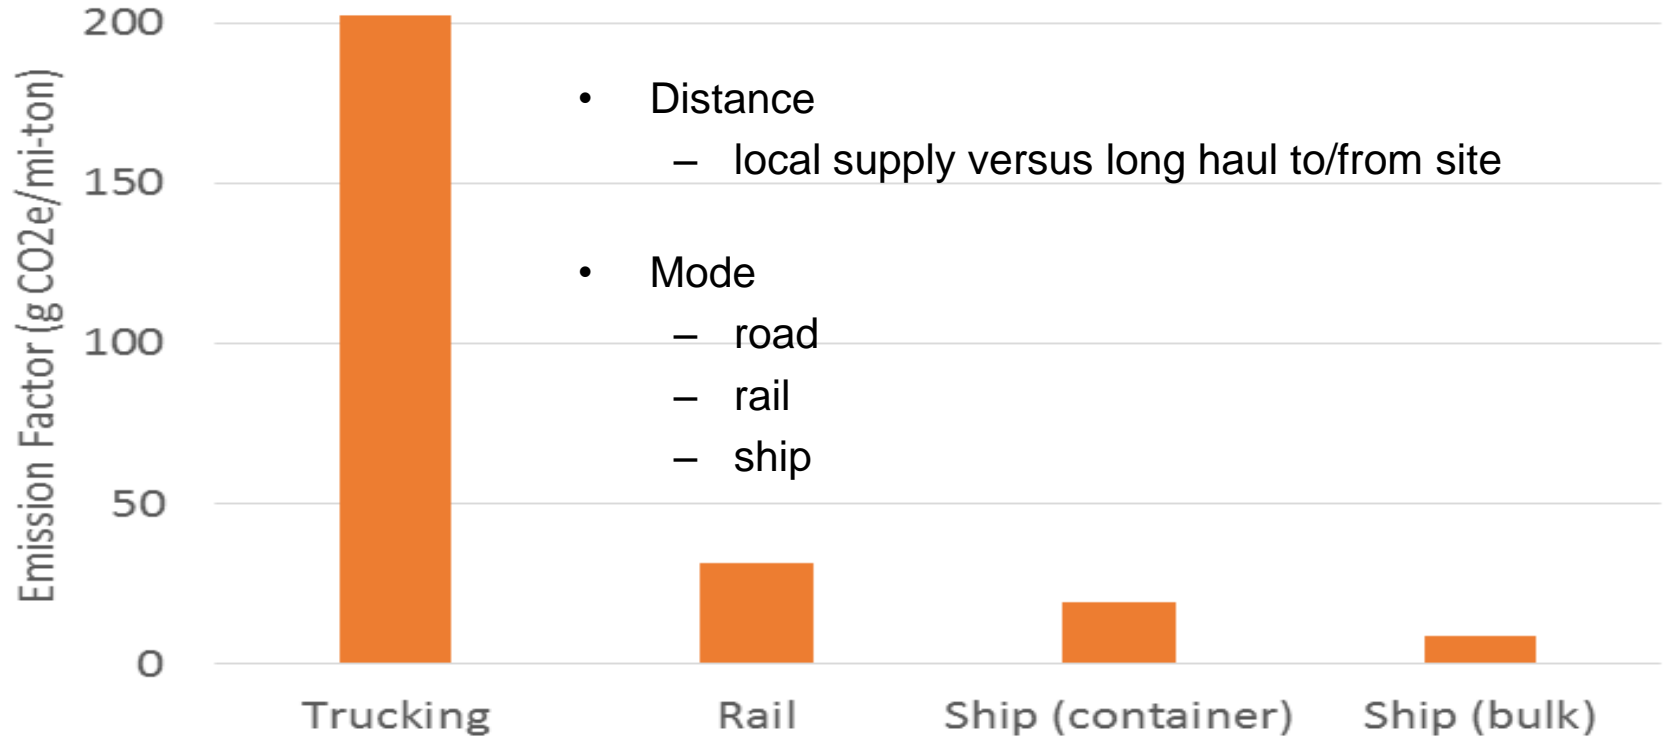 Emission Factor (g CO2e/mi-ton)
200
150
100
50
0
• Distance
– local supply versus long haul to/from site
• Mode
– road
– rail
– ship
Trucking
Rail
Ship (container)
Ship (bulk)